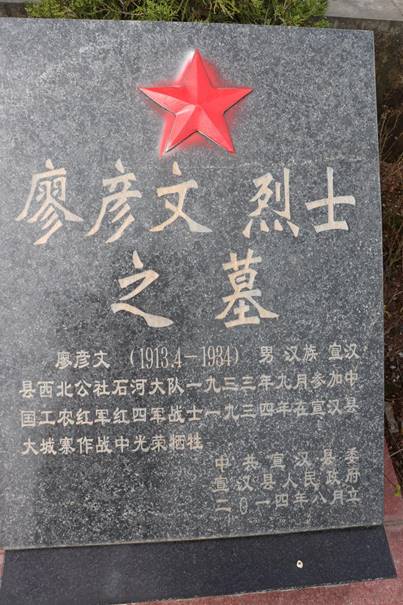 廖彦文 烈士
之墓
廖彦文 (1913.4—1934) 男 汉族 宣汉
县西北公社石河大队一九三三年九月参加中
国工农红军红四军战士一九三四年在宣汉县
大城寨作战中光荣牺牲
中共宣汉县委
宣汉县人民政府
二0一四年八月立